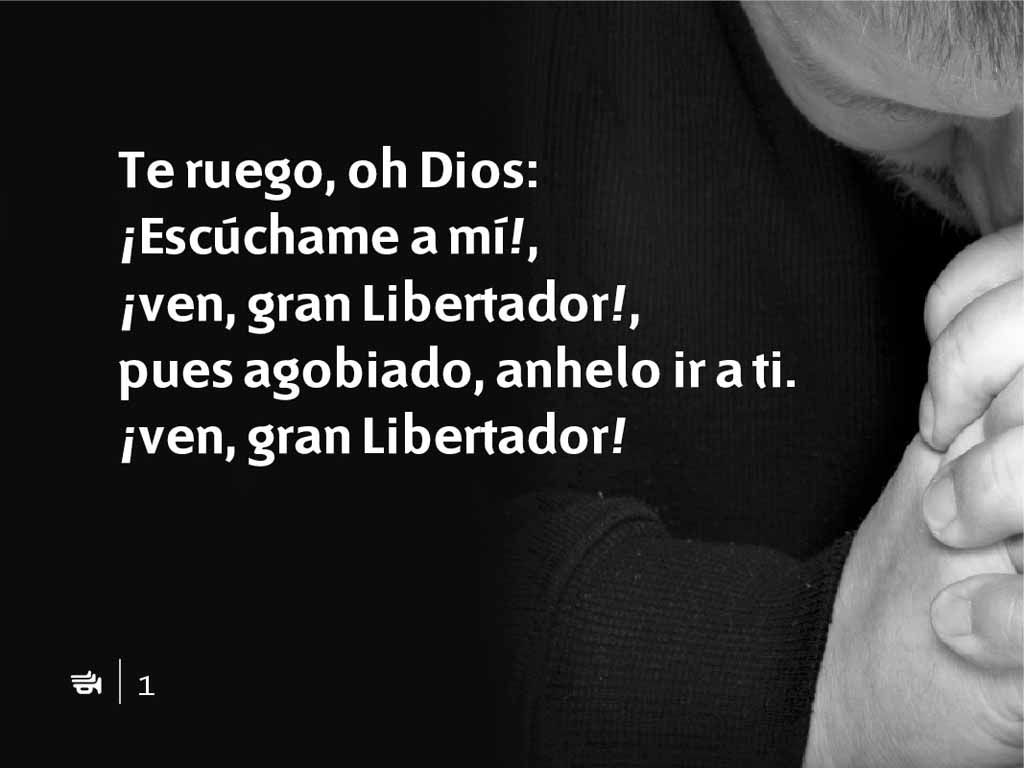 Te ruego, oh Dios:
¡Escúchame a mí!,
¡ven, gran Libertador!,
pues agobiado, anhelo ir a ti.
¡ven, gran Libertador!
1